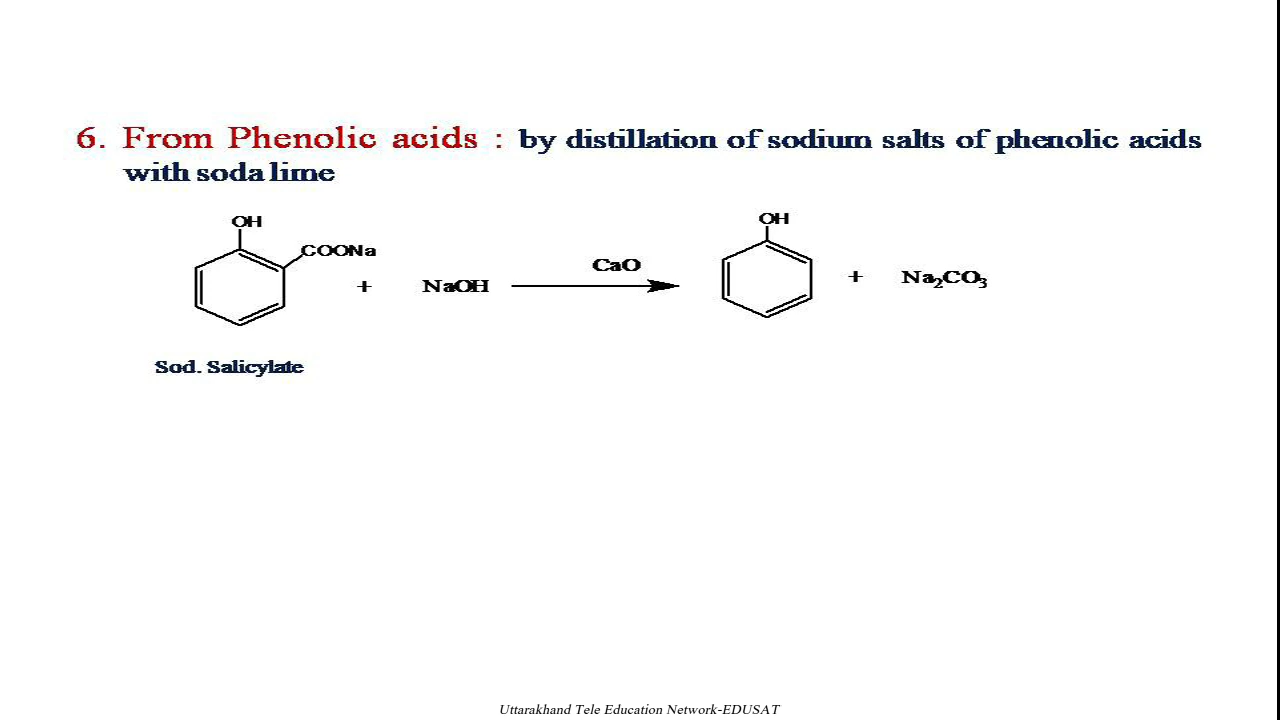 6. From Phenolic acids : by distillation of sodium salts of phenolic acids
with soda lime
OH
COONa
+ NaOH
CaO
OH
+ Na₂CO₃
Sod. Salicylate
Uttarakhand Tele Education Network-EDUSAT